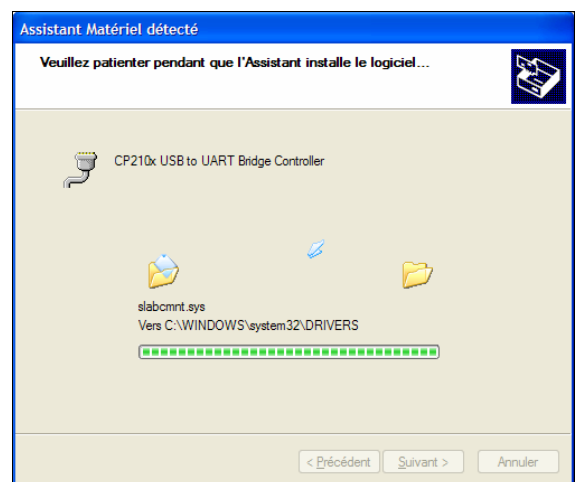 Assistant Matériel détecté
Veuillez patienter pendant que l'Assistant installe le logiciel...
CP210x USB to UART Bridge Controller
slabcmnt.sys
Vers C:\WINDOWS\system32\DRIVERS
< Précédent Suivant > Annuler